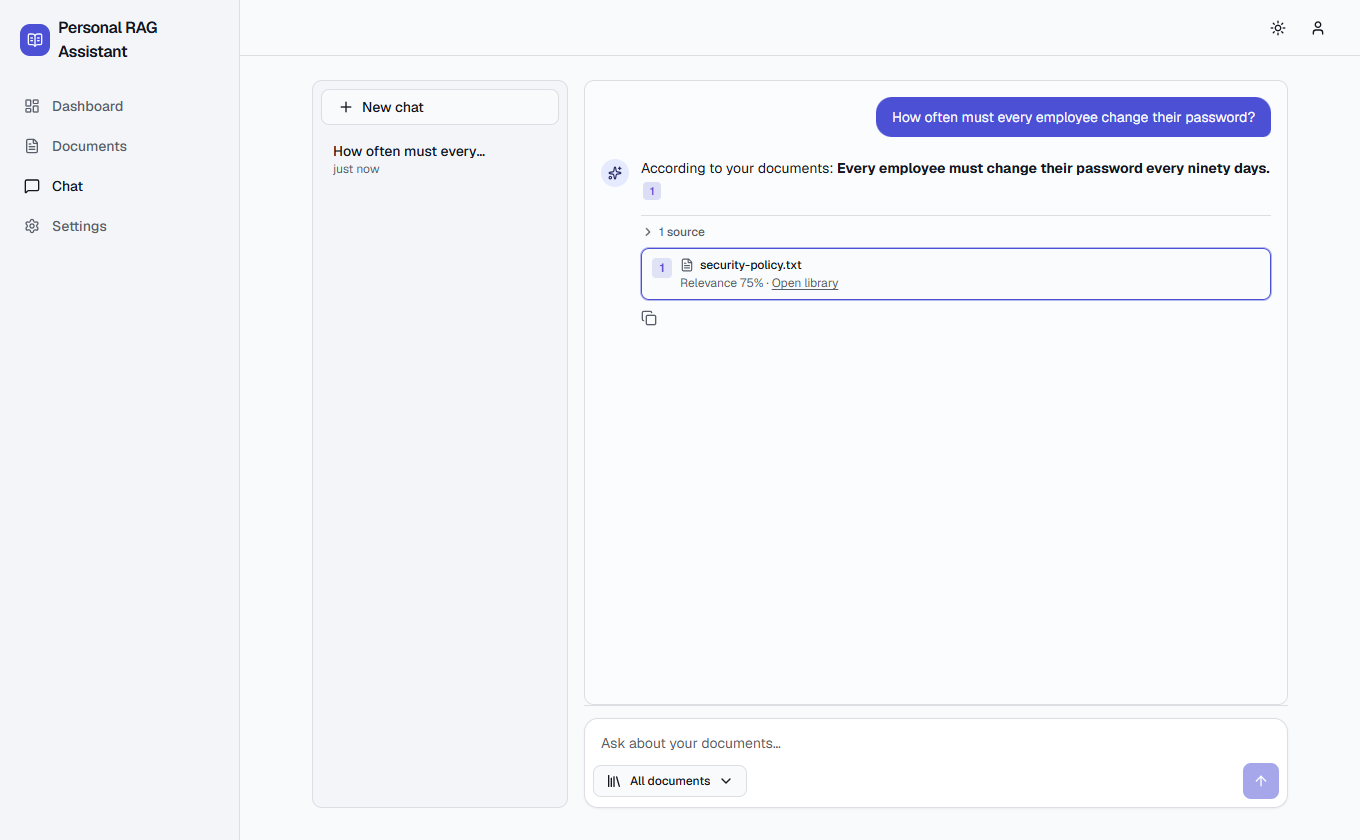 Personal RAG
Assistant
Dashboard
Documents
Chat
Settings
New chat
How often must every…
just now
How often must every employee change their password?
According to your documents: Every employee must change their password every ninety days.
1
1 source
1
security-policy.txt
Relevance 75% · Open library
Ask about your documents…
All documents